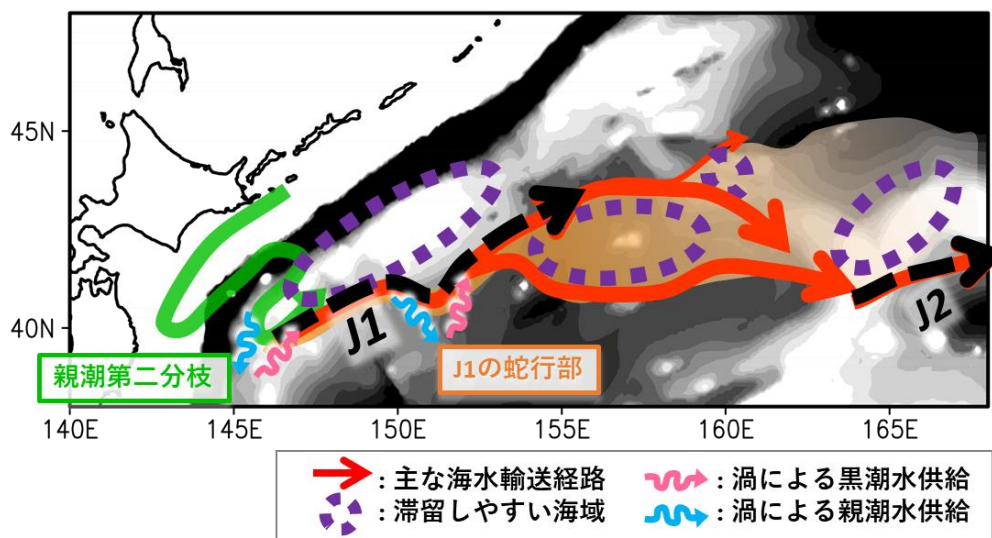 45N
40N
J1
J2
親潮第二分枝
J1の蛇行部
140E 145E 150E 155E 160E 165E
: 主な海水輸送経路
: 渦による黒潮水供給
: 滞留しやすい海域
: 渦による親潮水供給